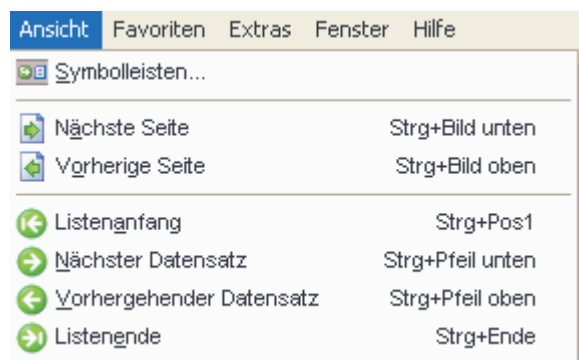 Ansicht Favoriten Extras Fenster Hilfe
Symbolleisten...
Nächste Seite Strg+Bild unten
Vorherige Seite Strg+Bild oben
Listenanfang Strg+Pos1
Nächster Datensatz Strg+Pfeil unten
Vorhergehender Datensatz Strg+Pfeil oben
Listenende Strg+Ende